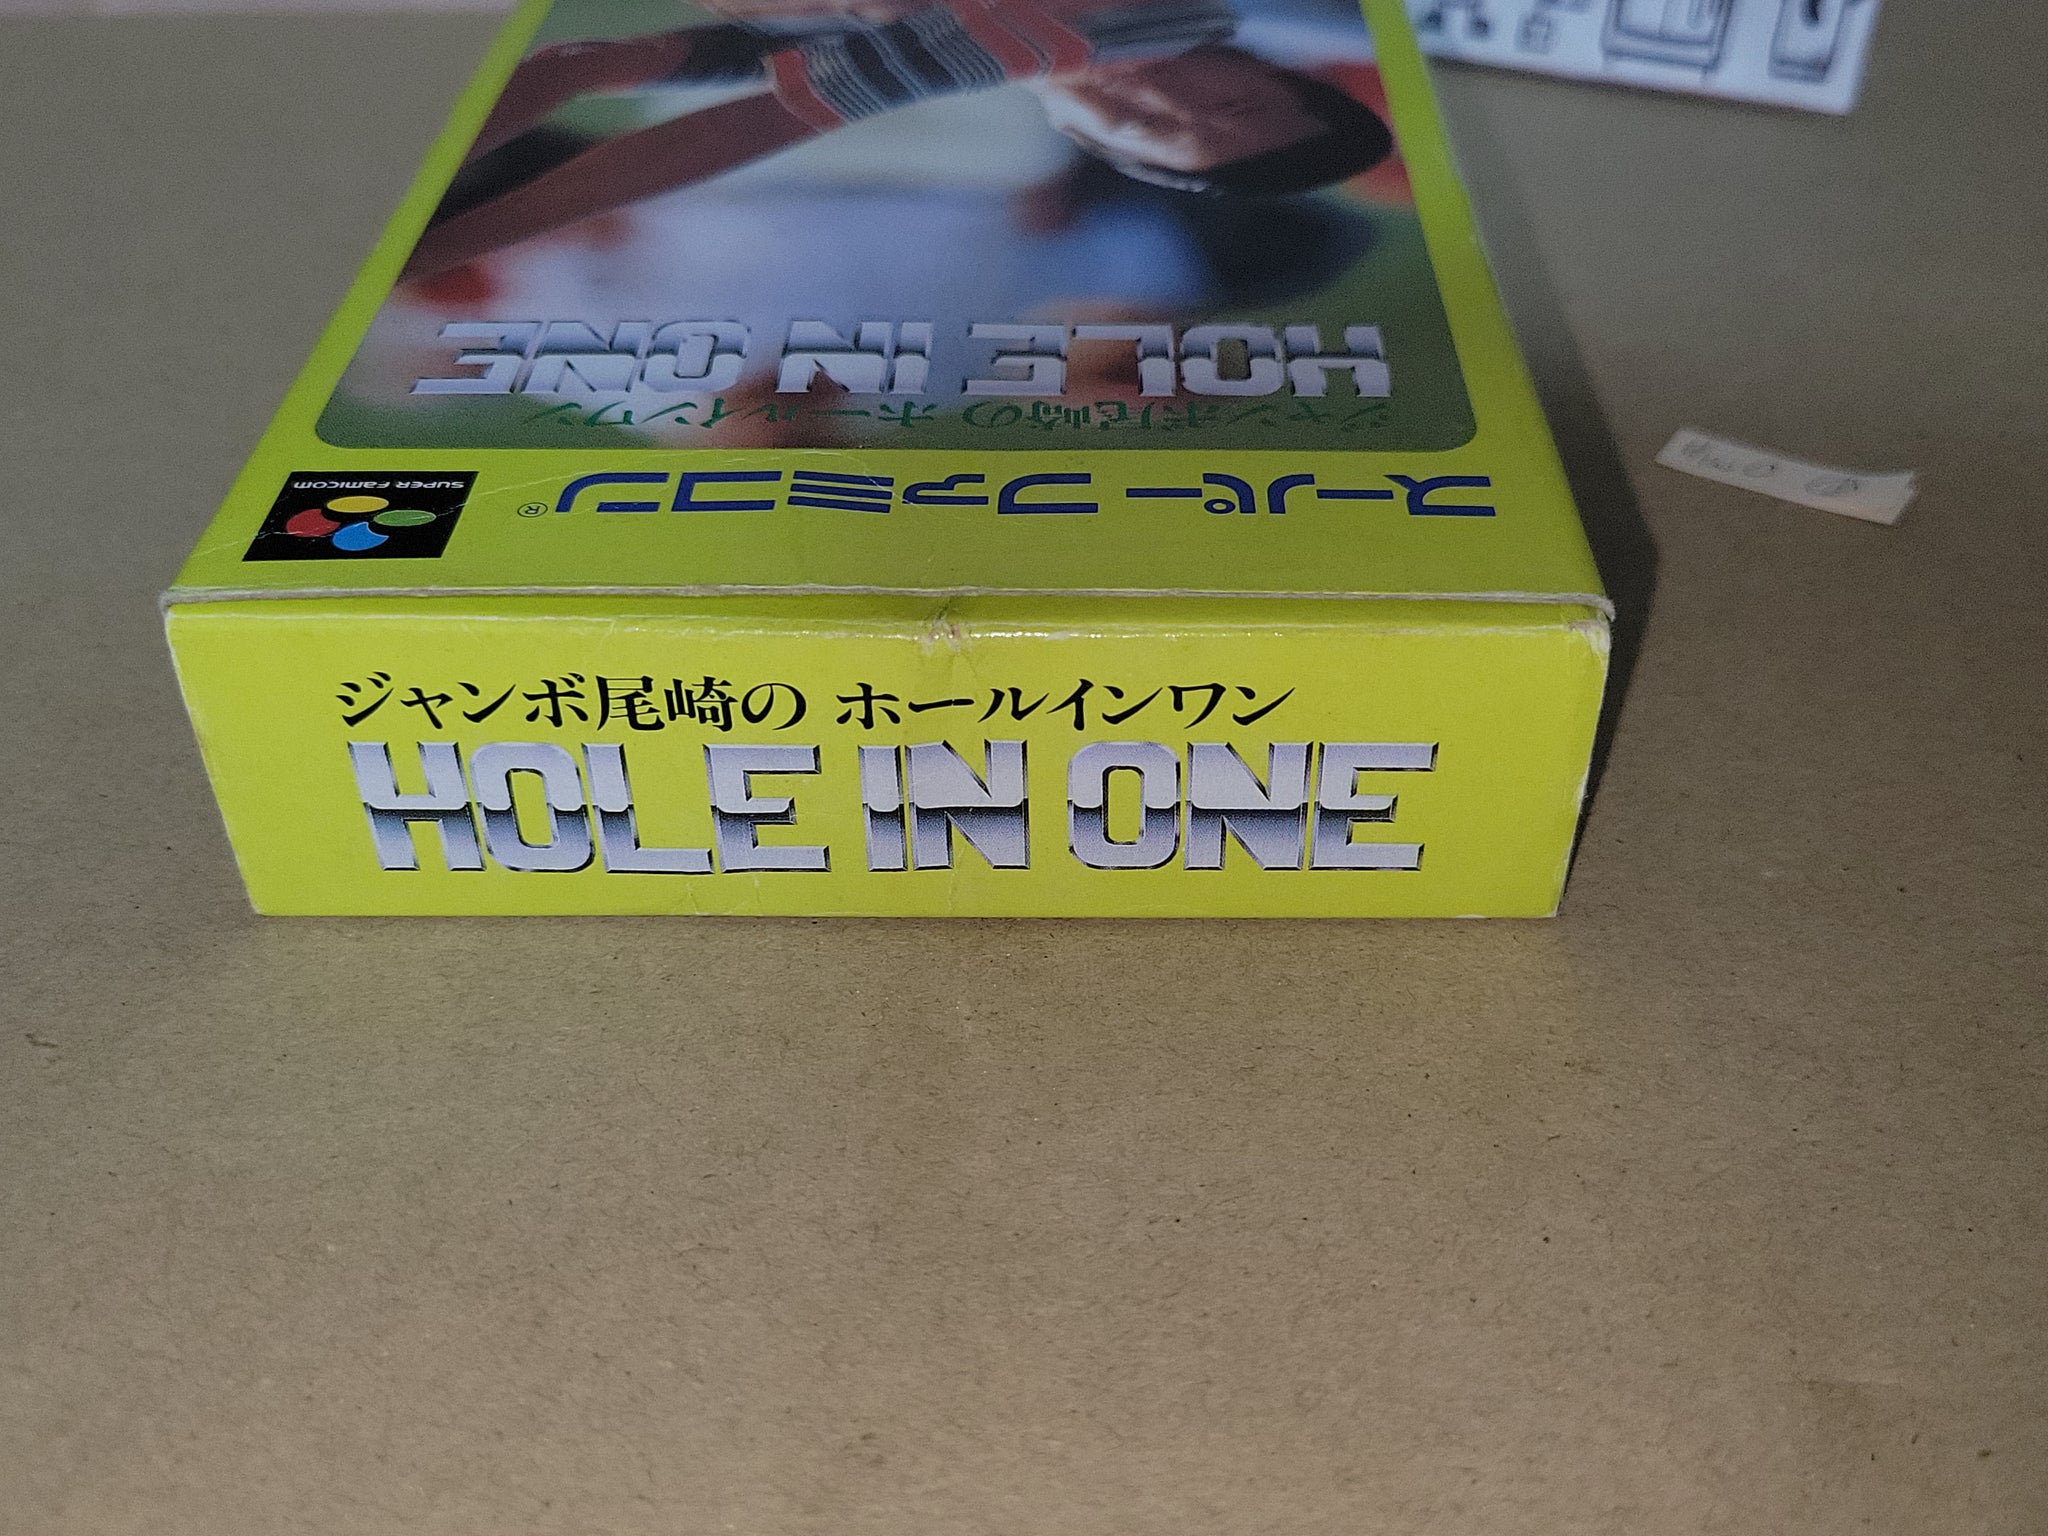 HOLE IN ONE
ジャンボ尾崎の ホールインワン
スーパーファミコン®
SUPER FAMICOM
ジャンボ尾崎の ホールインワン
HOLE IN ONE